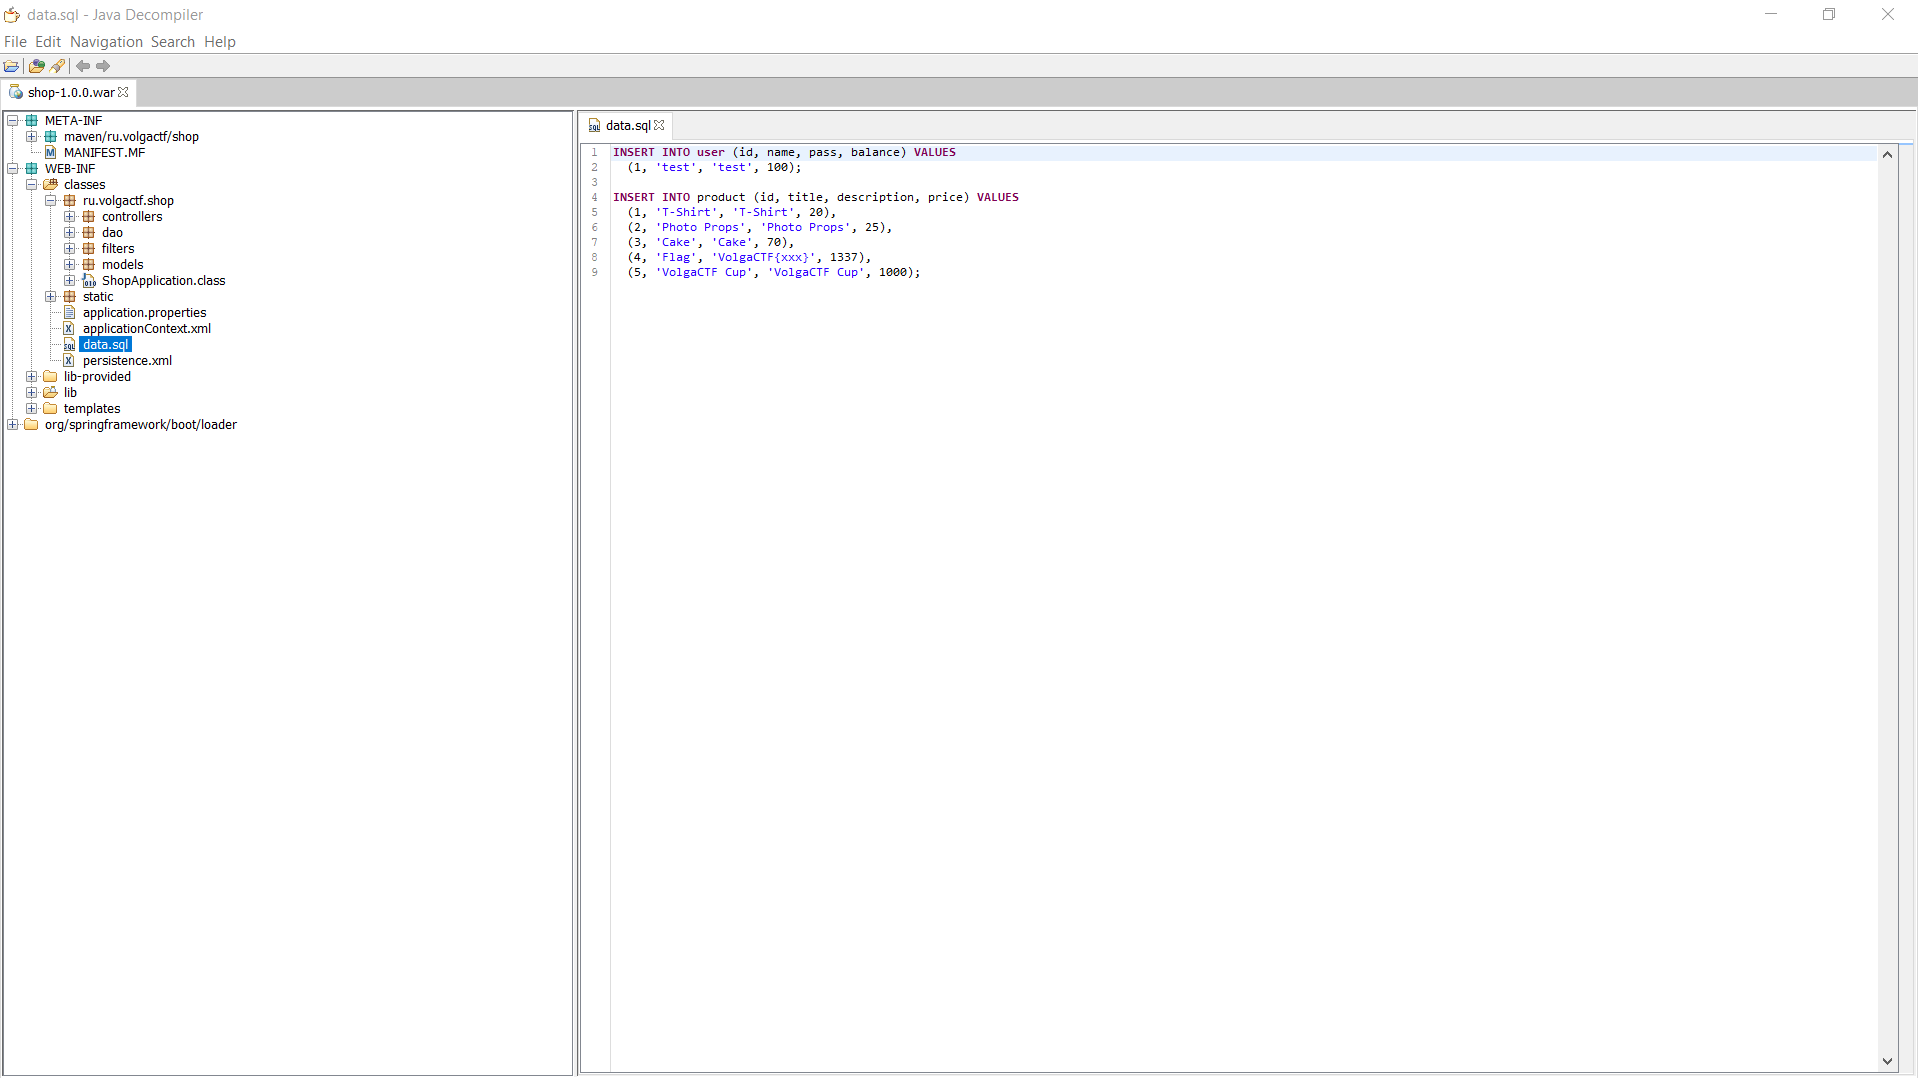 data.sql - Java Decompiler
File Edit Navigation Search Help
shop-1.0.0.war
META-INF
maven/ru.volgactf/shop
MANIFEST.MF
WEB-INF
classes
ru.volgactf.shop
controllers
dao
filters
models
ShopApplication.class
static
application.properties
applicationContext.xml
data.sql
persistence.xml
lib-provided
lib
templates
org/springframework/boot/loader
data.sql
1 INSERT INTO user (id, name, pass, balance) VALUES
2 (1, 'test', 'test', 100);
3
4 INSERT INTO product (id, title, description, price) VALUES
5 (1, 'T-Shirt', 'T-Shirt', 20),
6 (2, 'Photo Props', 'Photo Props', 25),
7 (3, 'Cake', 'Cake', 70),
8 (4, 'Flag', 'VolgaCTF{xxx}', 1337),
9 (5, 'VolgaCTF Cup', 'VolgaCTF Cup', 1000);